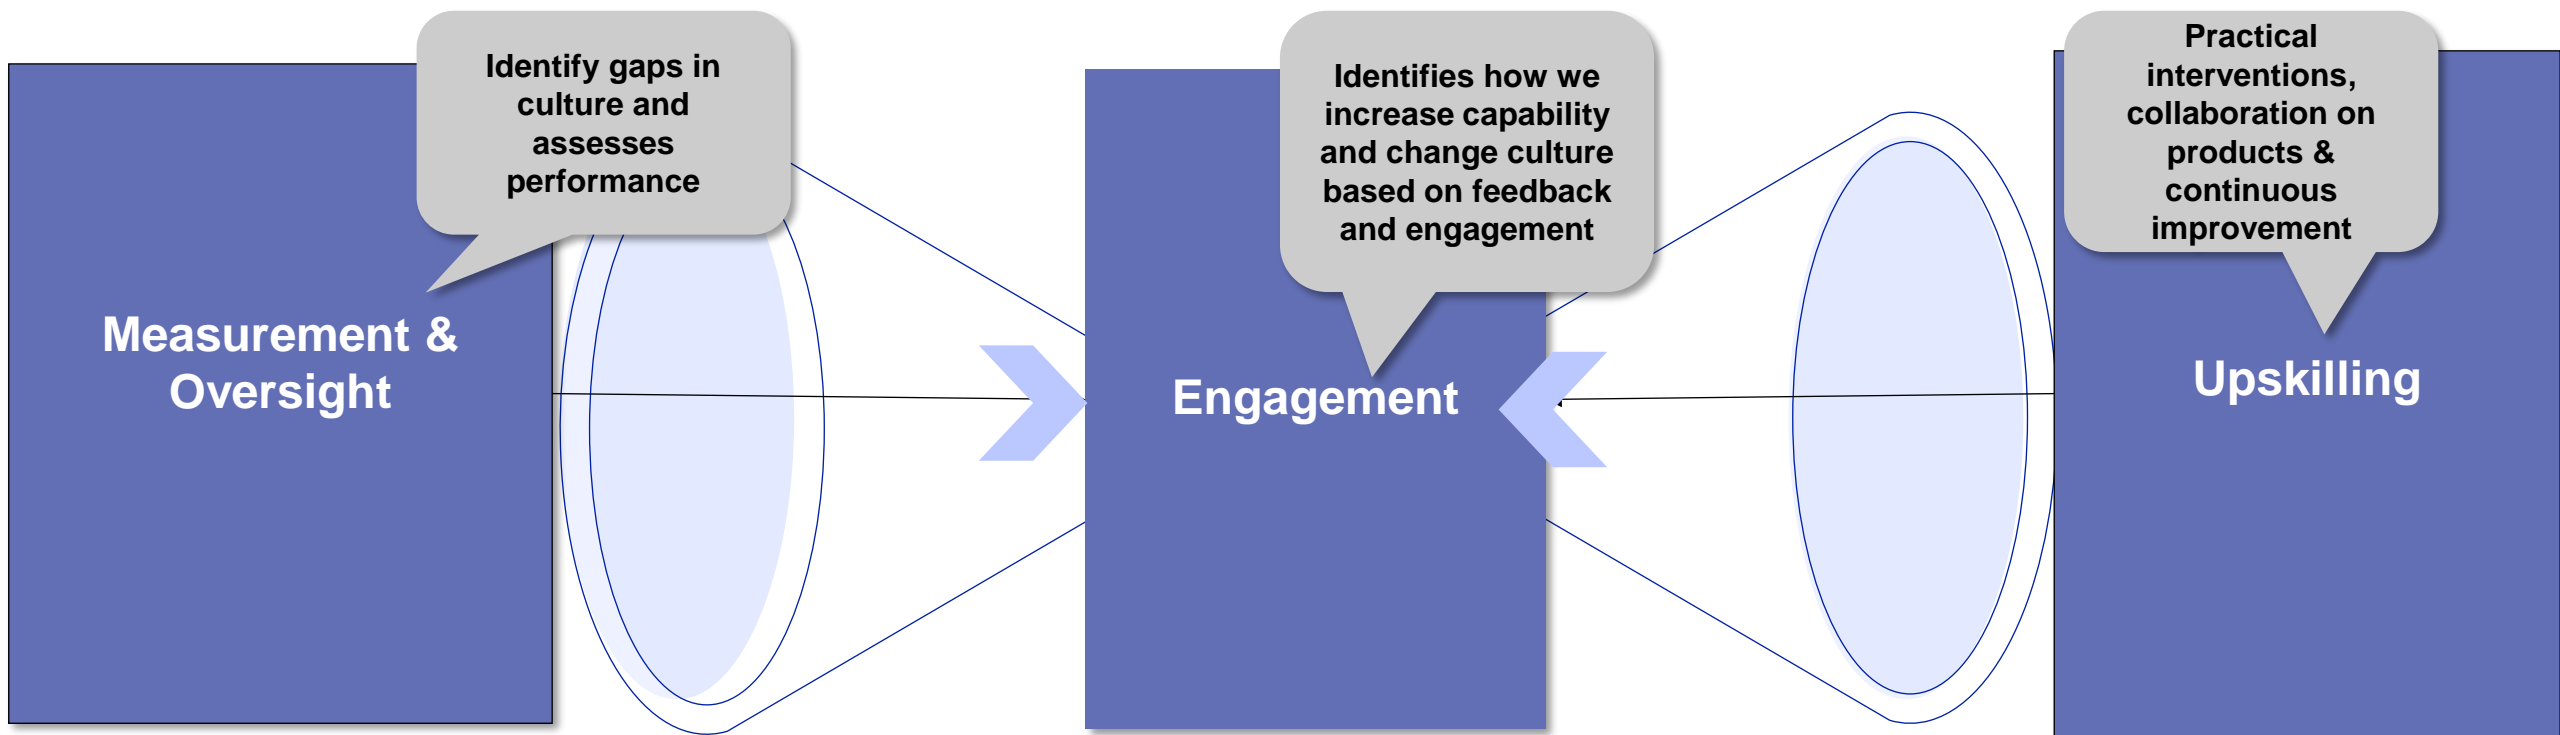 Identify gaps in
culture and
assesses
performance
Measurement &
Oversight
Identifies how we
increase capability
and change culture
based on feedback
and engagement
Engagement
Practical
interventions,
collaboration on
products &
continuous
improvement
Upskilling